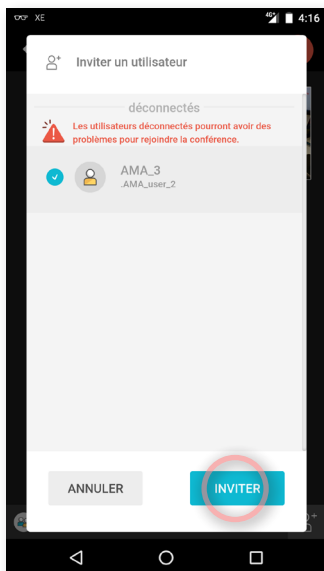 XE
4G
4:16
Inviter un utilisateur
déconnectés
Les utilisateurs déconnectés pourront avoir des
problèmes pour rejoindre la conférence.
AMA_3
.AMA_user_2
ANNULER
INVITER